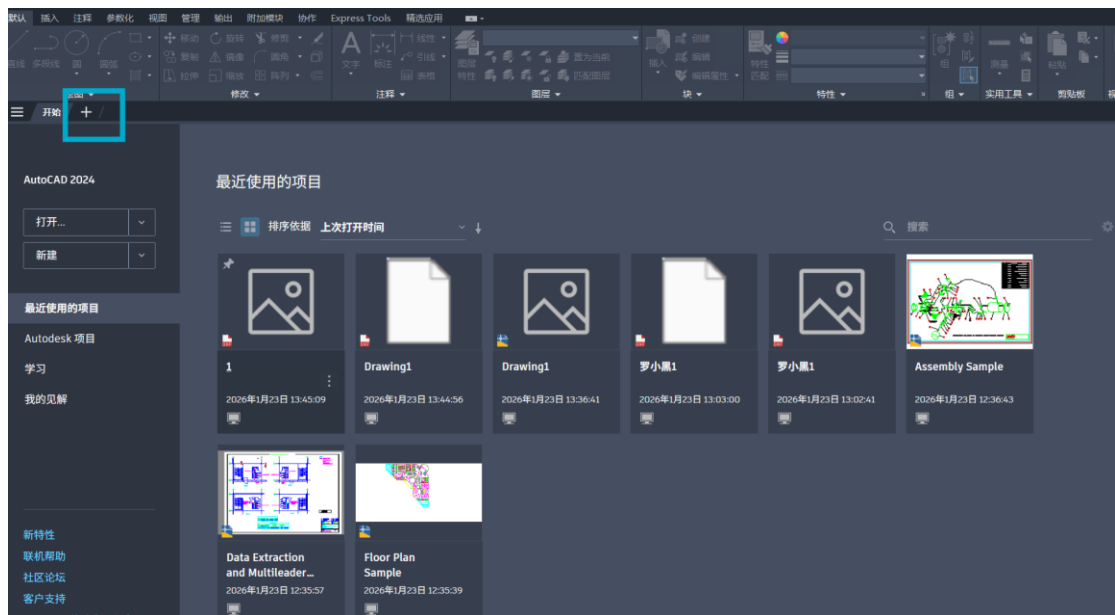 默认 插入 注释 参数化 视图 管理 输出 附加模块 协作 Express Tools 精选应用
移动 旋转 修剪
复制 镜像 圆角
拉伸 缩放 阵列
直线 多段线 圆 圆弧
文字 标注
线性
引线
表格
图层
特性
置为当前
匹配图层
插入
创建
编辑
编辑属性
特性
匹配
组
测量
粘贴
绘图 修改 注释 图层 块 特性 组 实用工具 剪贴板
开始
AutoCAD 2024
打开...
新建
最近使用的项目
Autodesk 项目
学习
我的见解
新特性
联机帮助
社区论坛
客户支持
最近使用的项目
排序依据 上次打开时间
搜索
1
2026年1月23日 13:45:09
Drawing1
2026年1月23日 13:44:56
Drawing1
2026年1月23日 13:36:41
罗小黑1
2026年1月23日 13:03:00
罗小黑1
2026年1月23日 13:02:41
Assembly Sample
2026年1月23日 12:36:43
Data Extraction
and Multileader...
2026年1月23日 12:35:57
Floor Plan
Sample
2026年1月23日 12:35:39